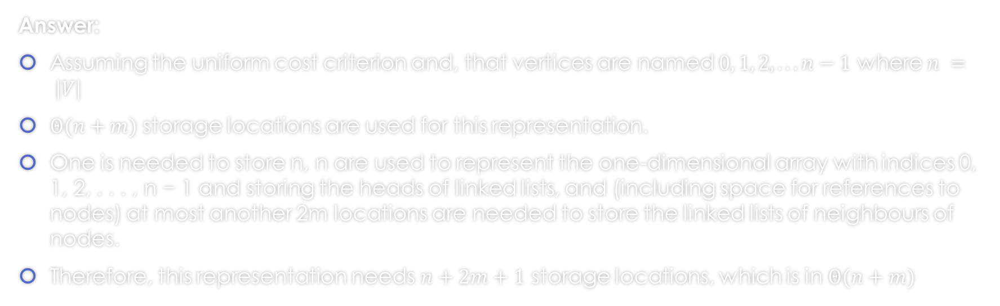 Answer:
Assuming the uniform cost criterion and, that vertices are named 0, 1, 2,… n − 1 where n =
|V|
Θ(n + m) storage locations are used for this representation.
One is needed to store n, n are used to represent the one-dimensional array with indices 0,
1, 2, . . . , n − 1 and storing the heads of linked lists, and (including space for references to
nodes) at most another 2m locations are needed to store the linked lists of neighbours of
nodes.
Therefore, this representation needs n + 2m + 1 storage locations, which is in Θ(n + m)